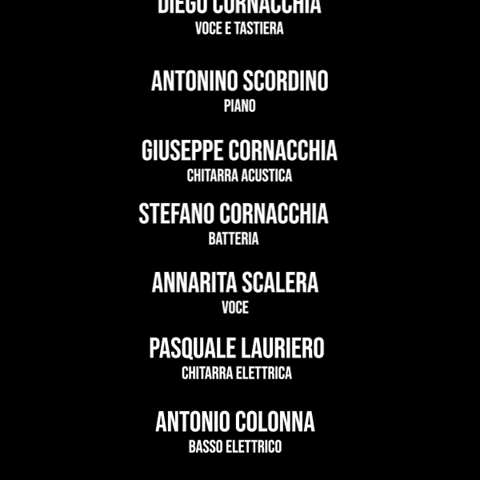 DIEGO CORNACCHIA
VOCE E TASTIERA
ANTONINO SCORDINO
PIANO
GIUSEPPE CORNACCHIA
CHITARRA ACUSTICA
STEFANO CORNACCHIA
BATTERIA
ANNARITA SCALERA
VOCE
PASQUALE LAURIERO
CHITARRA ELETTRICA
ANTONIO COLONNA
BASSO ELETTRICO